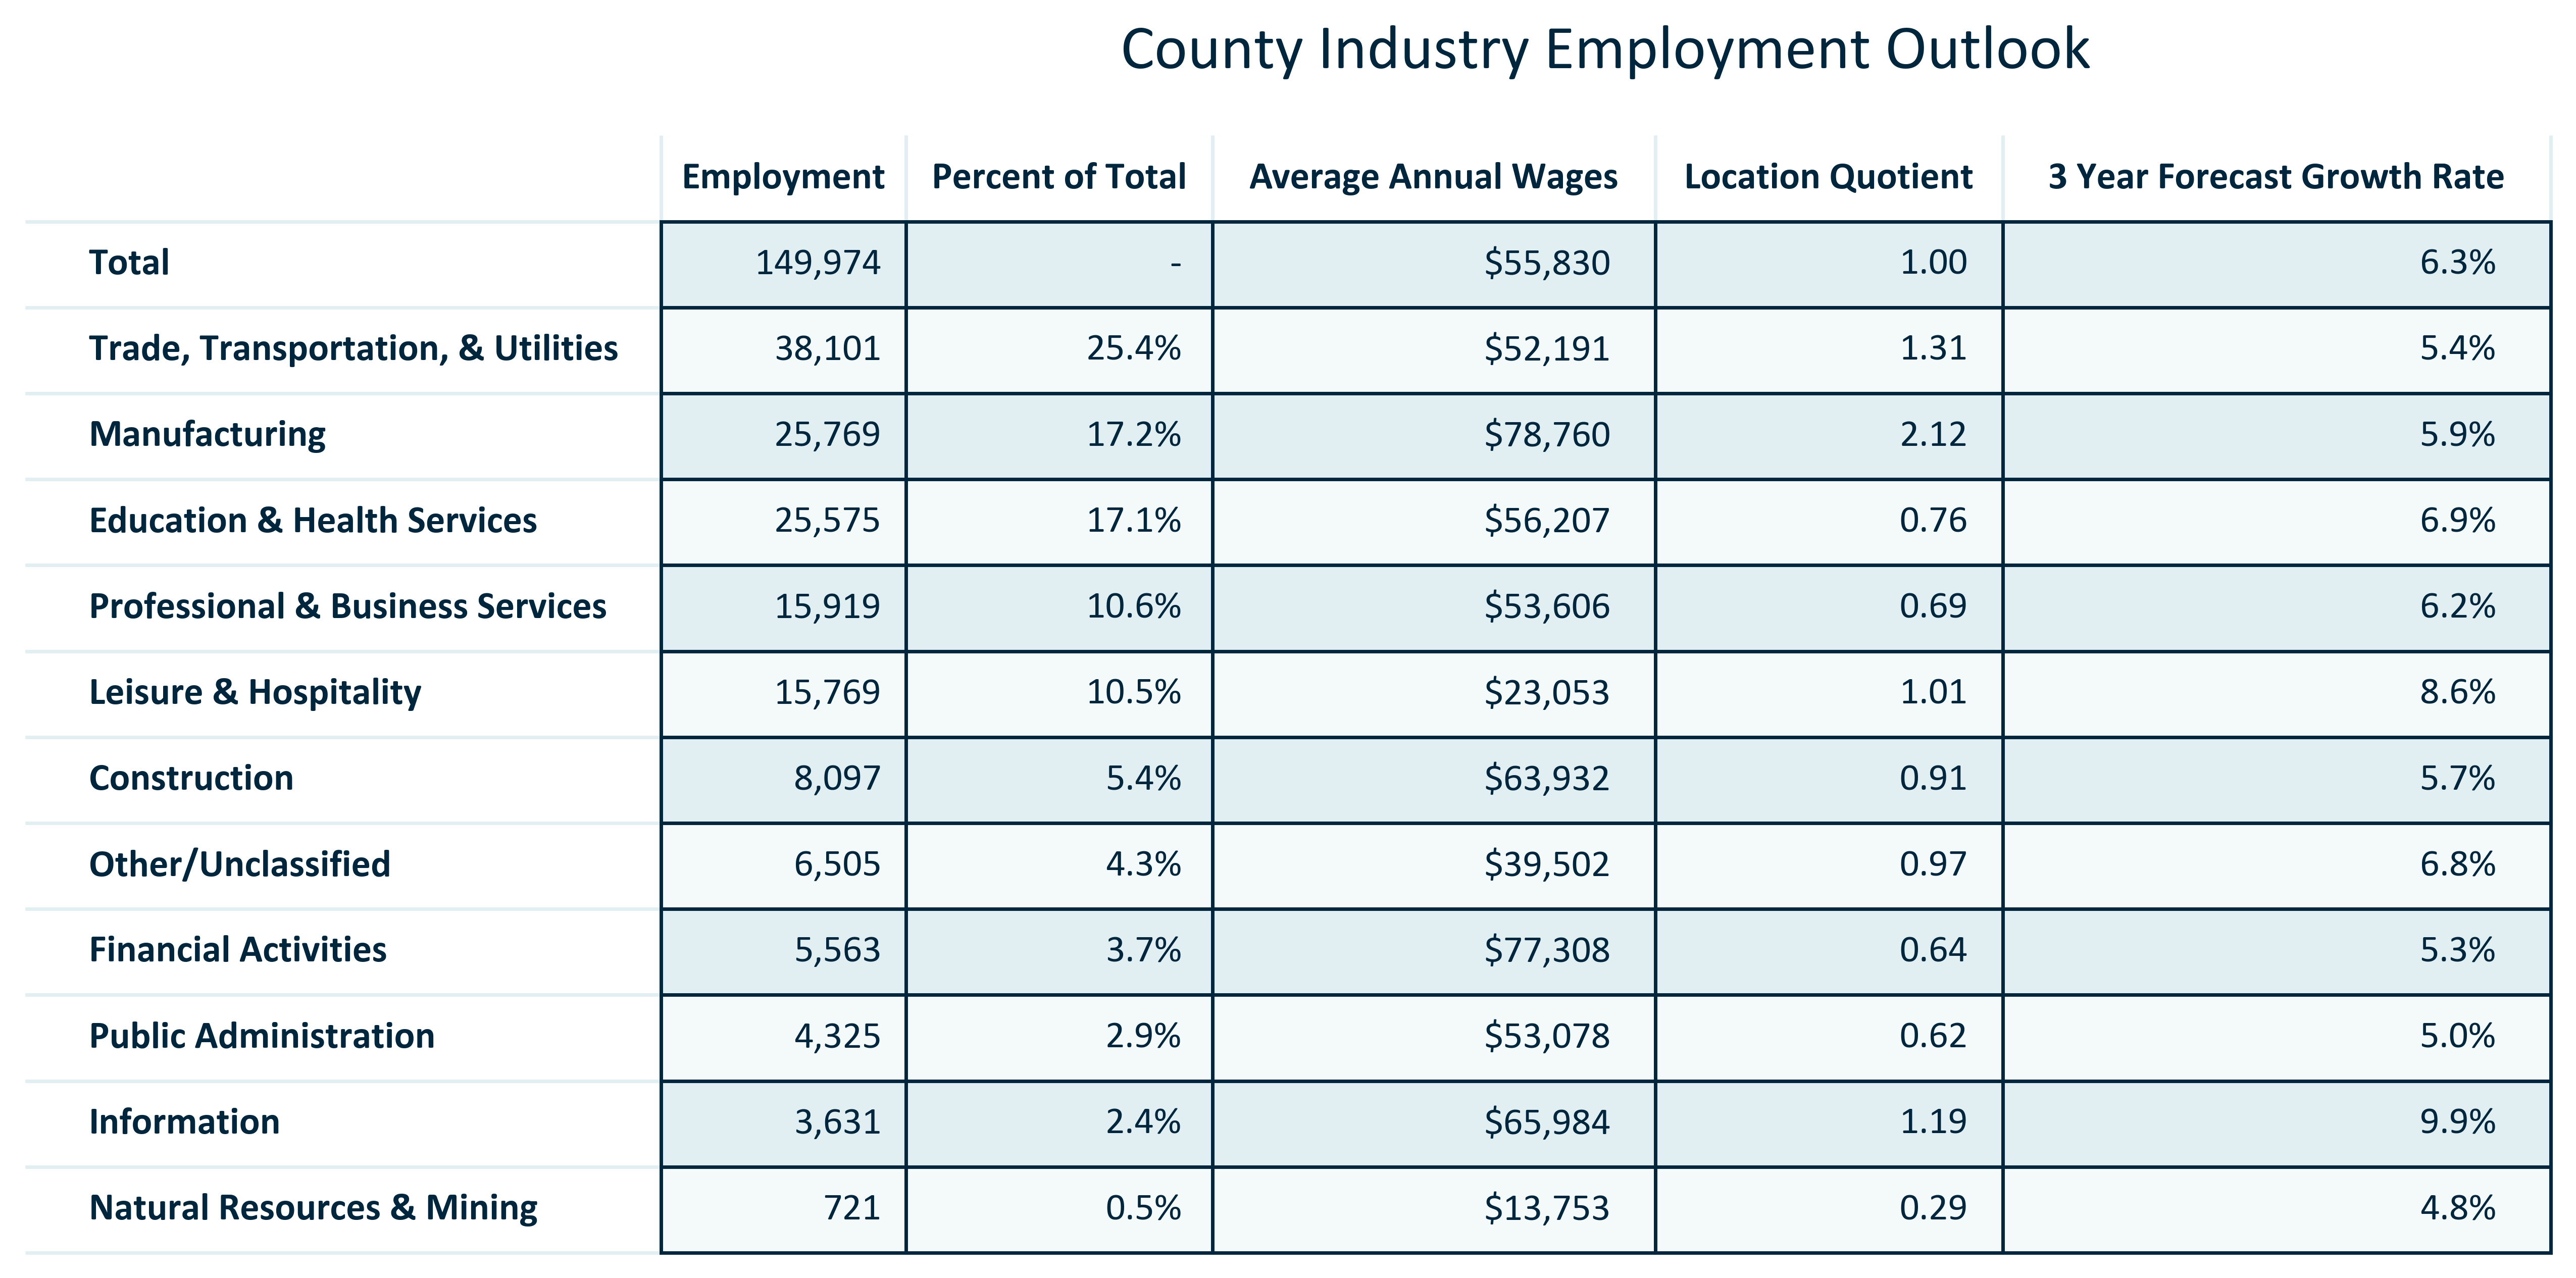 County Industry Employment Outlook
Employment Percent of Total Average Annual Wages Location Quotient 3 Year Forecast Growth Rate
Total 149,974 - $55,830 1.00 6.3%
Trade, Transportation, & Utilities 38,101 25.4% $52,191 1.31 5.4%
Manufacturing 25,769 17.2% $78,760 2.12 5.9%
Education & Health Services 25,575 17.1% $56,207 0.76 6.9%
Professional & Business Services 15,919 10.6% $53,606 0.69 6.2%
Leisure & Hospitality 15,769 10.5% $23,053 1.01 8.6%
Construction 8,097 5.4% $63,932 0.91 5.7%
Other/Unclassified 6,505 4.3% $39,502 0.97 6.8%
Financial Activities 5,563 3.7% $77,308 0.64 5.3%
Public Administration 4,325 2.9% $53,078 0.62 5.0%
Information 3,631 2.4% $65,984 1.19 9.9%
Natural Resources & Mining 721 0.5% $13,753 0.29 4.8%